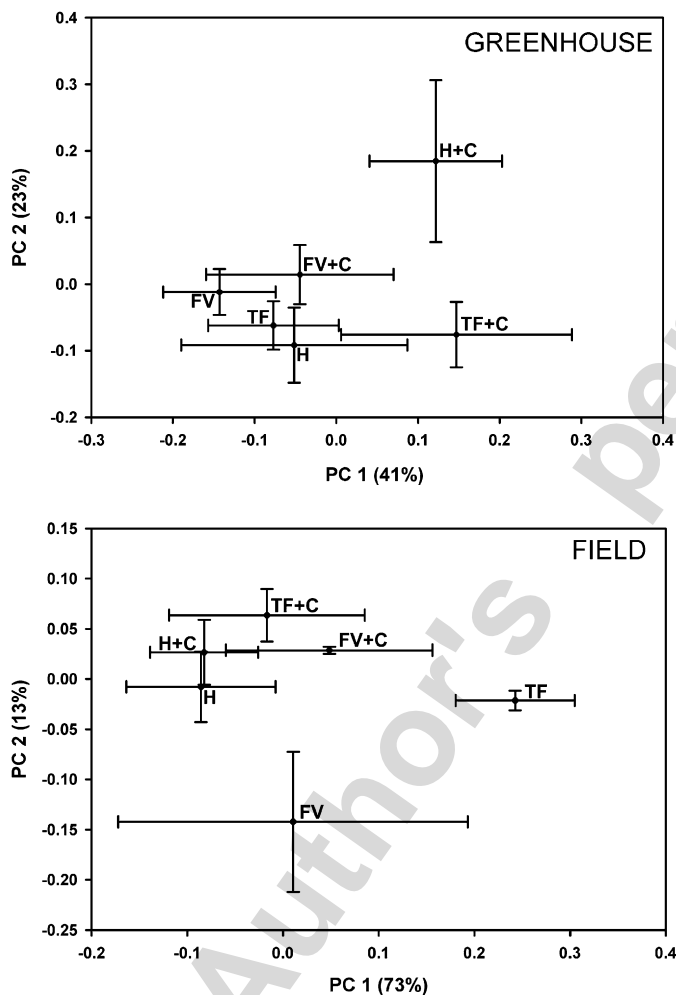 GREENHOUSE
0.4
0.3
0.2
0.1
0.0
-0.1
-0.2
PC 2 (23%)
H+C
FV+C
FV
TF
H
TF+C
-0.3
-0.2
-0.1
0.0
0.1
0.2
0.3
0.4
PC 1 (41%)
FIELD
0.15
0.10
0.05
0.00
-0.05
-0.10
-0.15
-0.20
-0.25
PC 2 (13%)
TF+C
H+C
FV+C
H
TF
FV
-0.2
-0.1
0.0
0.1
0.2
0.3
0.4
PC 1 (73%)
Author's
per